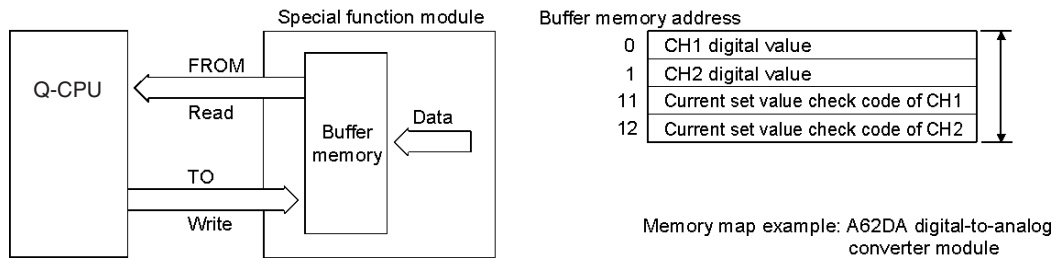 Special function module
Q-CPU
FROM
Read
Buffer
memory
Data
TO
Write
Buffer memory address
0 CH1 digital value
1 CH2 digital value
11 Current set value check code of CH1
12 Current set value check code of CH2
Memory map example: A62DA digital-to-analog
converter module